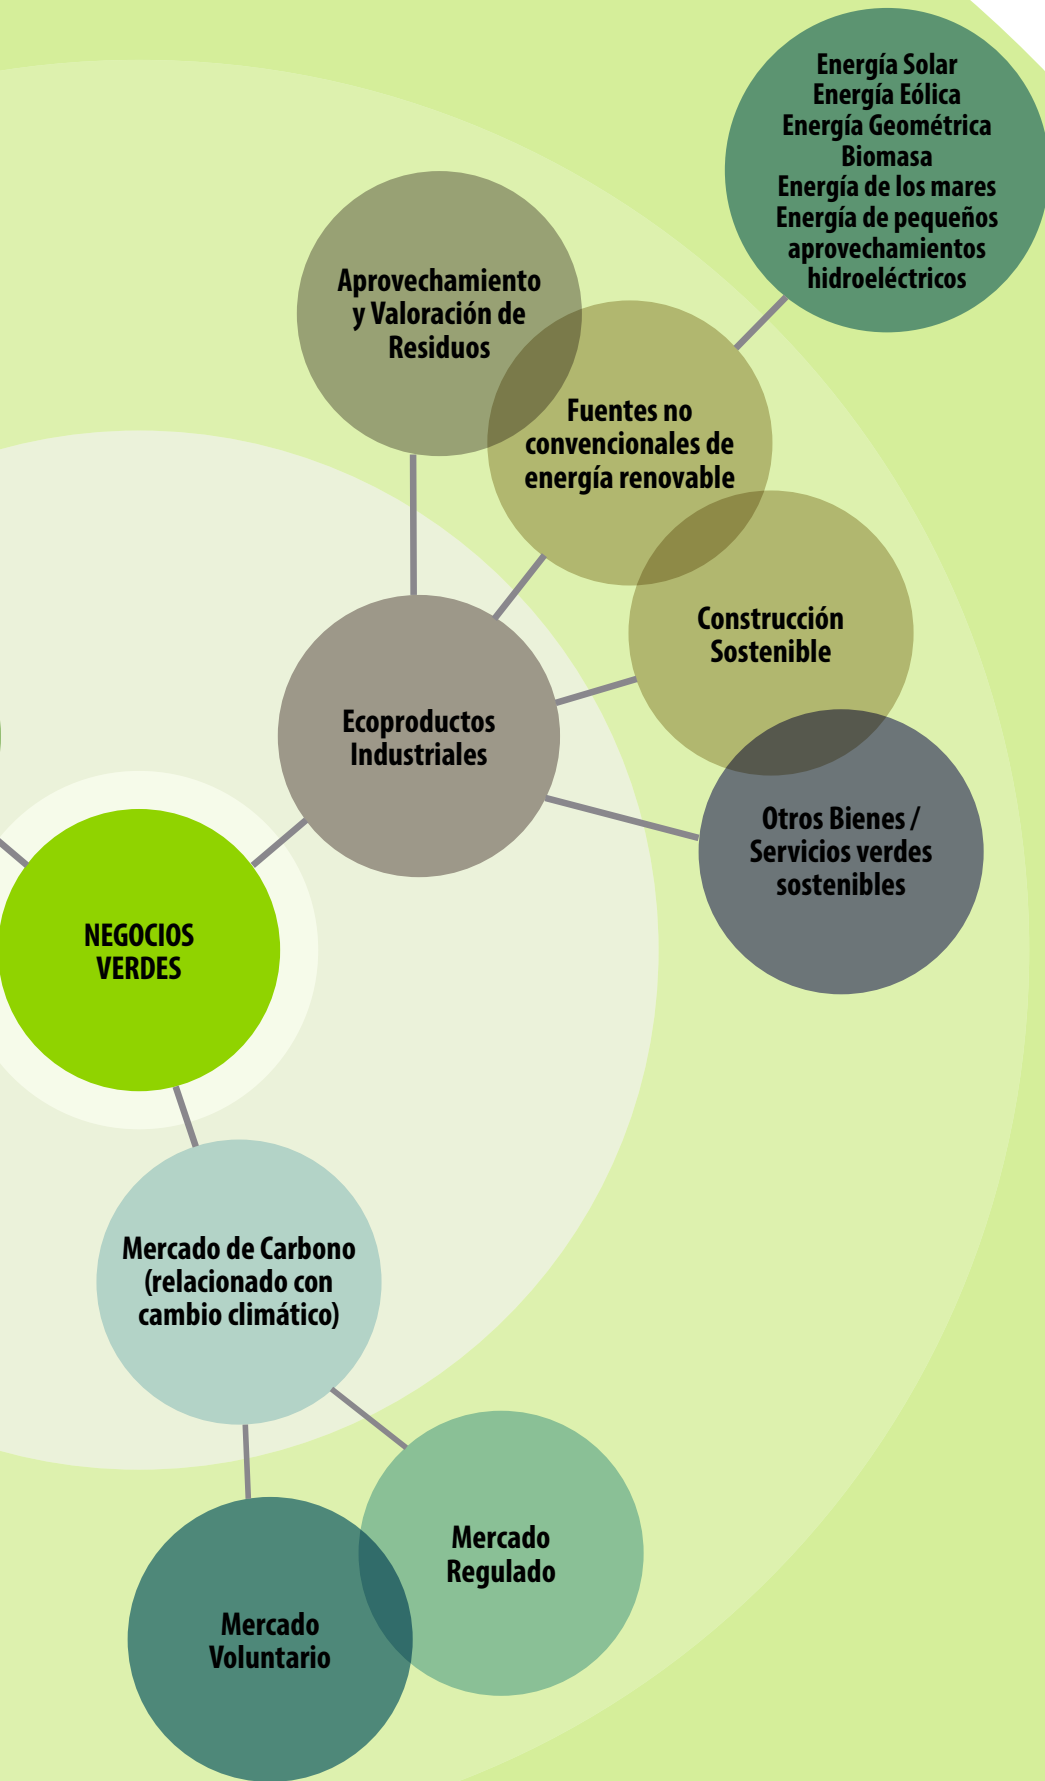 Energía Solar
Energía Eólica
Energía Geométrica
Biomasa
Energía de los mares
Energía de pequeños
aprovechamientos
hidroeléctricos
Aprovechamiento
y Valoración de
Residuos
Fuentes no
convencionales de
energía renovable
Construcción
Sostenible
Ecoproductos
Industriales
Otros Bienes /
Servicios verdes
sostenibles
NEGOCIOS
VERDES
Mercado de Carbono
(relacionado con
cambio climático)
Mercado
Regulado
Mercado
Voluntario